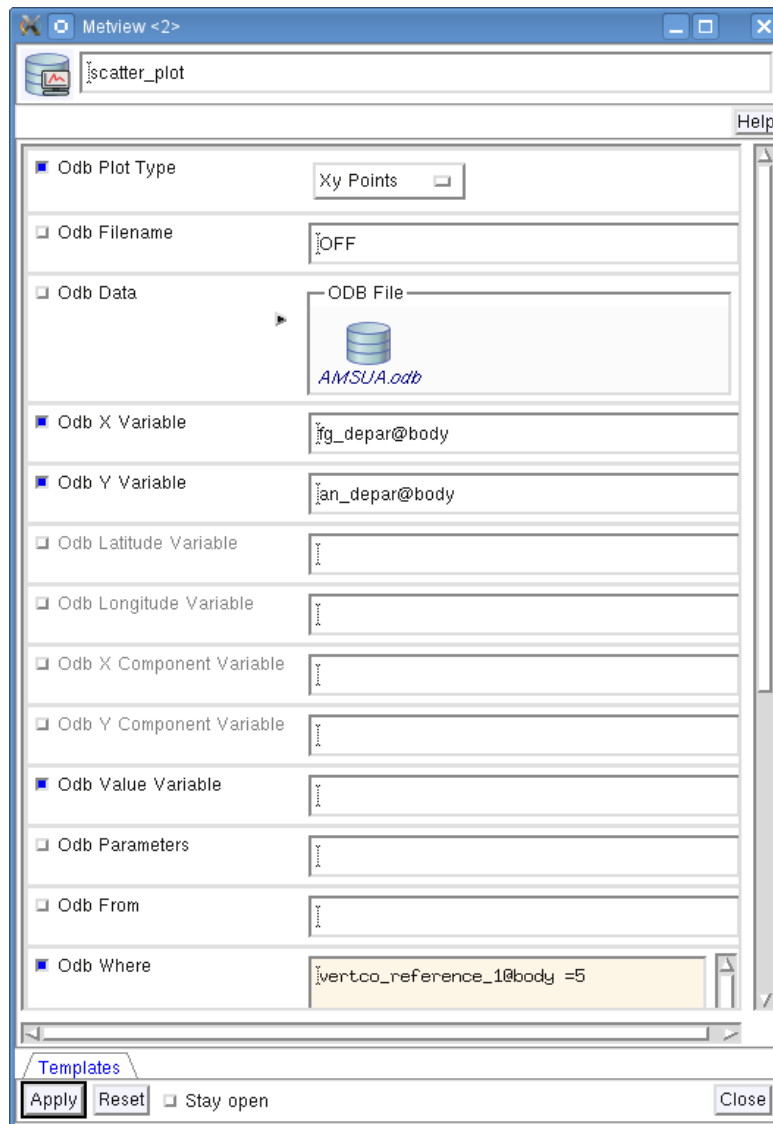 Metview <2>
scatter_plot
Help
Odb Plot Type
Xy Points
Odb Filename
OFF
Odb Data
ODB File
AMSUA.odb
Odb X Variable
fg_depar@body
Odb Y Variable
an_depar@body
Odb Latitude Variable
Odb Longitude Variable
Odb X Component Variable
Odb Y Component Variable
Odb Value Variable
Odb Parameters
Odb From
Odb Where
vertco_reference_1@body =5
Templates
Apply Reset Stay open Close